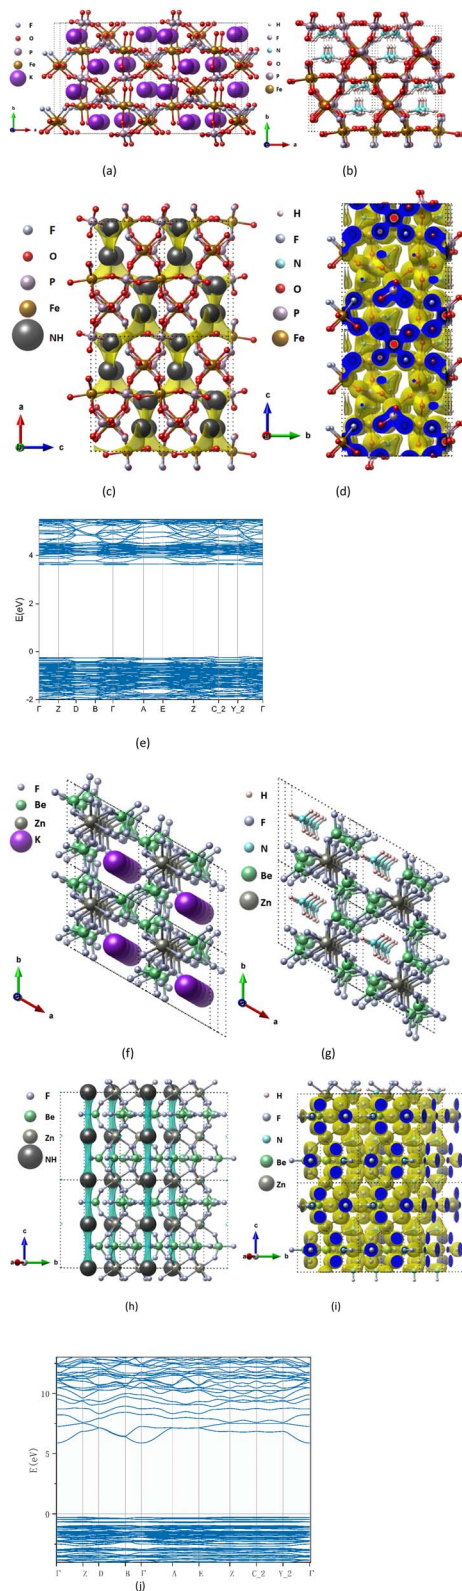 F
O
P
Fe
K
b
a
(a)
H
F
N
O
P
Fe
b
a
(b)
F
O
P
Fe
NH
a
b
c
(c)
H
F
N
O
P
Fe
c
b
(d)
E(eV)
4
2
0
-2
Γ Z D B Γ A E Z C_2 Y_2 Γ
(e)
F
Be
Zn
K
b
a
(f)
H
F
N
Be
Zn
b
a
(g)
F
Be
Zn
NH
c
a b
(h)
H
F
N
Be
Zn
c
a b
(i)
E(eV)
10
5
0
Γ Z D B Γ A E Z C_2 Y_2 Γ
(j)